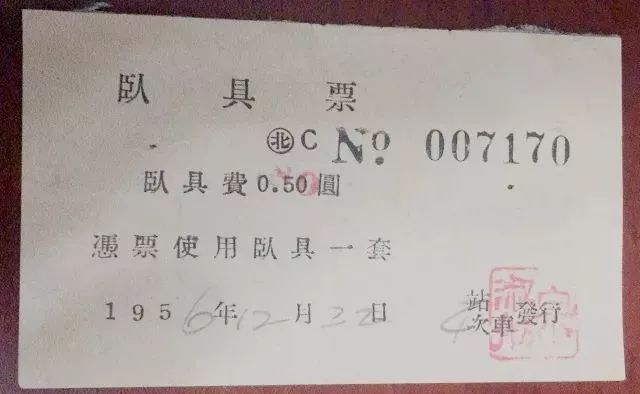 臥具票
㊗北 C No. 007170
臥具費0.50圓
憑票使用臥具一套
1956年12月22日 站 次車發行